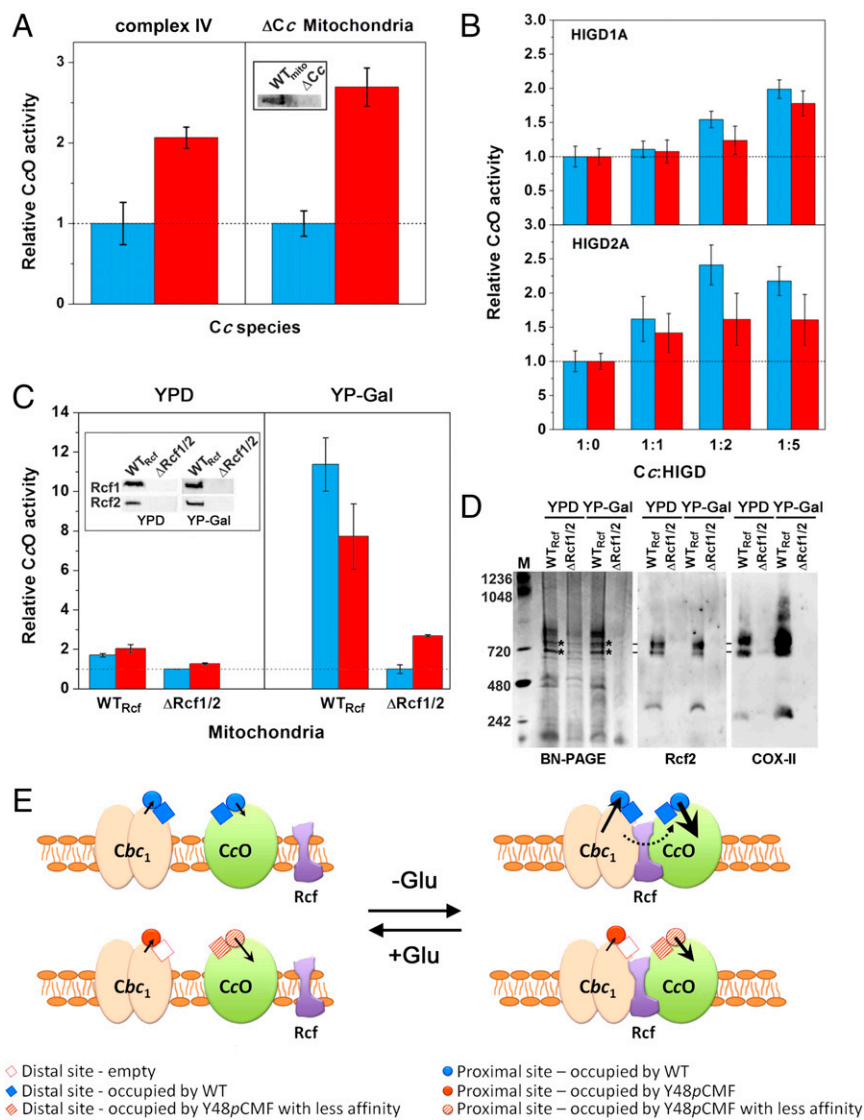 A
complex IV
ΔCc Mitochondria
WTmito
ΔCc
Relative CcO activity
3
2
1
0
Cc species
B
HIGD1A
2.5
2.0
1.5
1.0
0.5
3.0
HIGD2A
2.5
2.0
1.5
1.0
0.5
0.0
Relative CcO activity
1:0
1:1
1:2
1:5
Cc:HIGD
C
YPD
YP-Gal
14
12
10
8
6
4
2
0
Relative CcO activity
WTRcf
ΔRcf1/2
WTRcf
ΔRcf1/2
Rcf1
Rcf2
YPD
YP-Gal
WTRcf
ΔRcf1/2
WTRcf
ΔRcf1/2
Mitochondria
D
YPD YP-Gal
YPD YP-Gal
YPD YP-Gal
M
WTRcf
ΔRcf1/2
WTRcf
ΔRcf1/2
WTRcf
ΔRcf1/2
WTRcf
ΔRcf1/2
WTRcf
ΔRcf1/2
WTRcf
ΔRcf1/2
1236
1048
720
480
242
*
*
*
*
BN-PAGE
Rcf2
COX-II
E
Cbc1
CcO
Rcf
Cbc1
CcO
Rcf
-Glu
+Glu
Cbc1
CcO
Rcf
Cbc1
CcO
Rcf
Distal site - empty
Distal site - occupied by WT
Distal site - occupied by Y48pCMF with less affinity
Proximal site – occupied by WT
Proximal site – occupied by Y48pCMF
Proximal site – occupied by Y48pCMF with less affinity